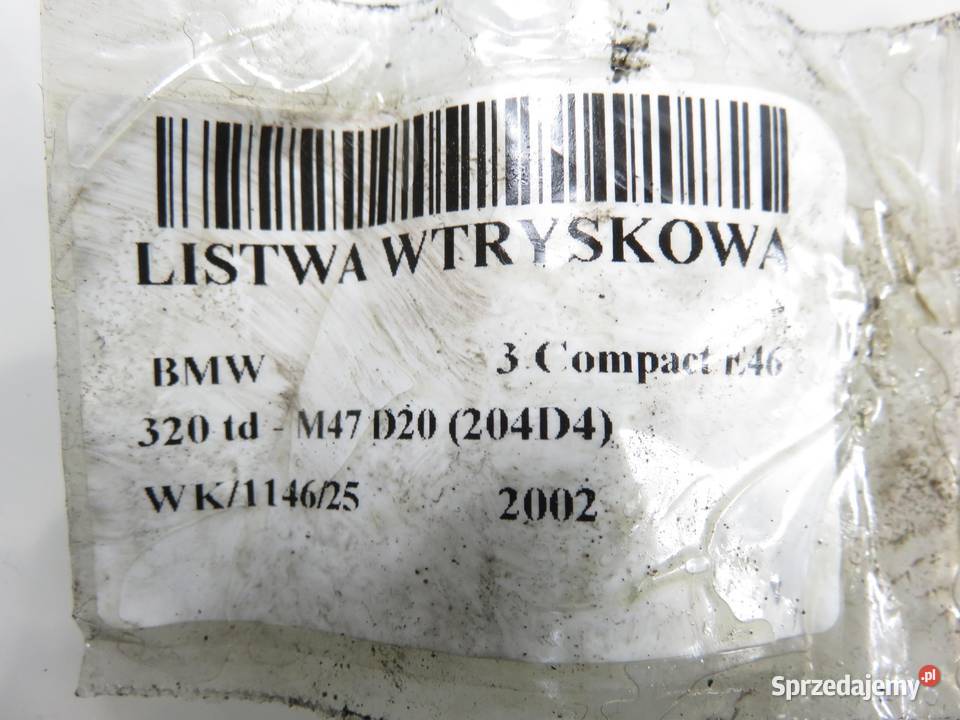 LISTWA WTRYSKOWA
BMW 3 Compact E46
320 td - M47 D20 (204D4)
WK/1146/25 2002
Sprzedajemy.pl